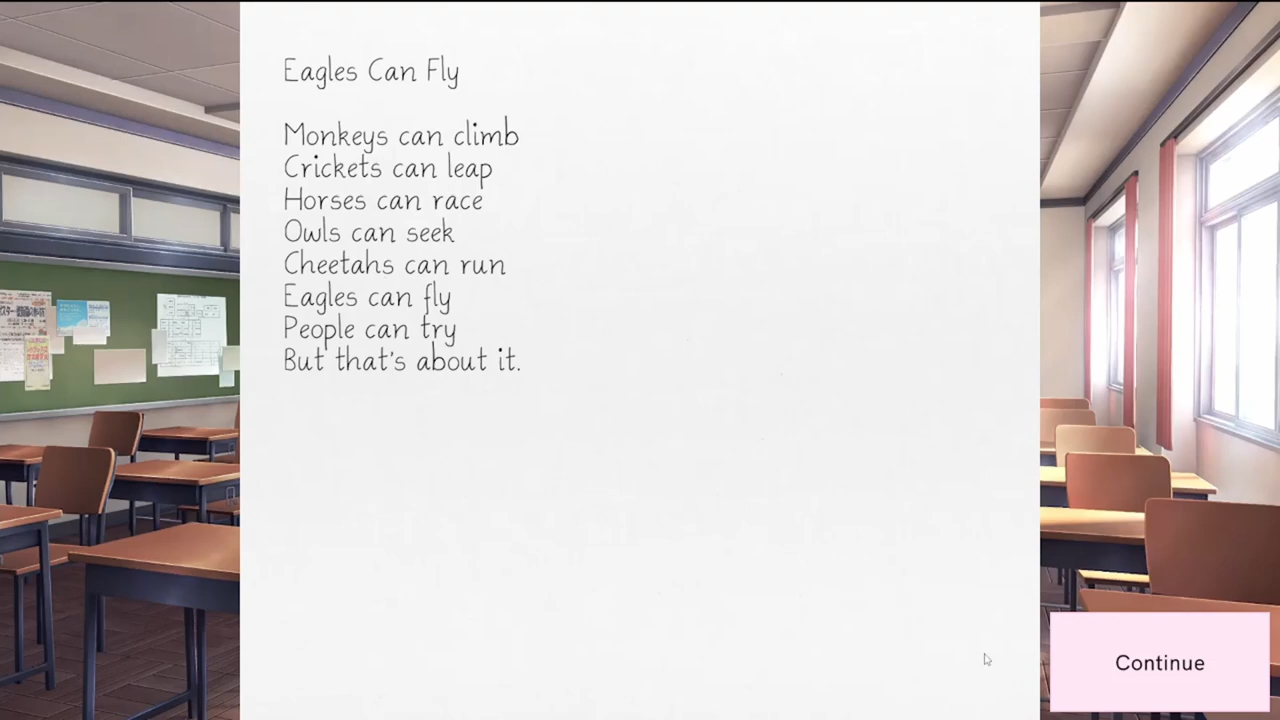 Eagles Can Fly
Monkeys can climb
Crickets can leap
Horses can race
Owls can seek
Cheetahs can run
Eagles can fly
People can try
But that's about it.
Continue